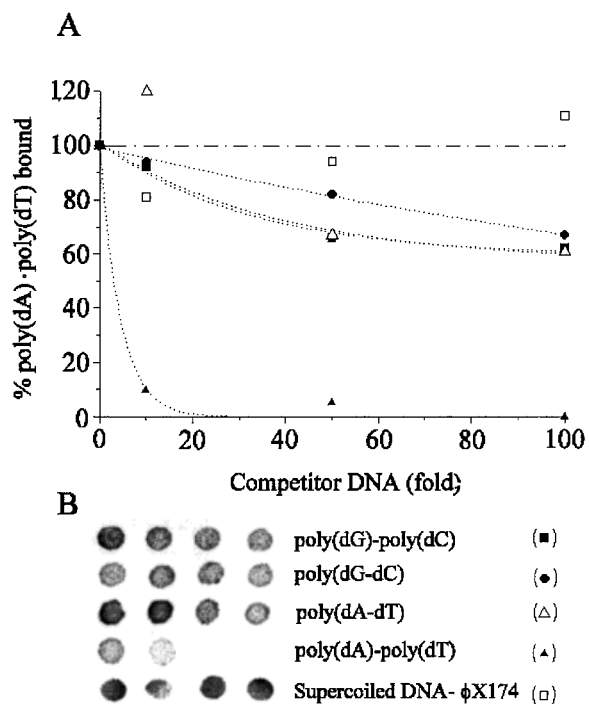 A
% poly(dA)·poly(dT) bound
120
100
80
60
40
20
0
0 20 40 60 80 100
Competitor DNA (fold)
B
poly(dG)-poly(dC) (■)
poly(dG-dC) (●)
poly(dA-dT) (△)
poly(dA)-poly(dT) (▲)
Supercoiled DNA- ϕX174 (□)